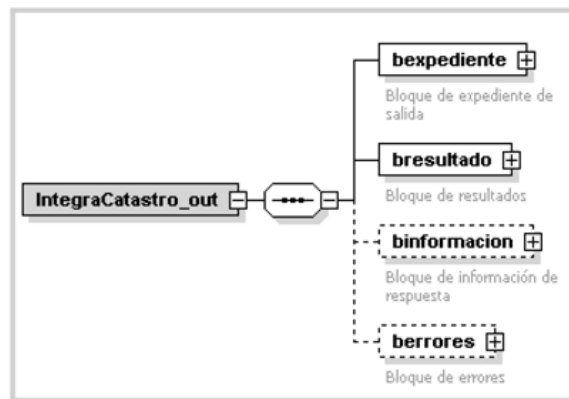 bexpediente
Bloque de expediente de
salida
bresultado
Bloque de resultados
IntegraCatastro_out
binformacion
Bloque de información de
respuesta
berrores
Bloque de errores